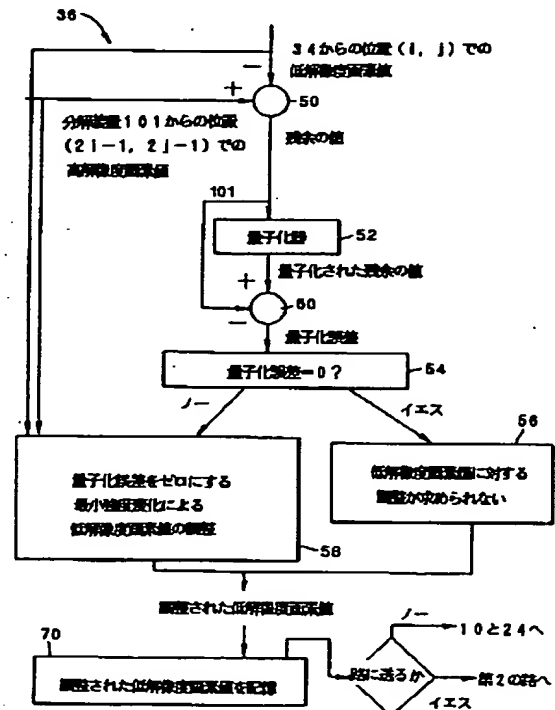 36
34からの位置(i, j)での
低解像度画素値
−
+
50
分解装置101からの位置
(2i−1, 2j−1)での
高解像度画素値
残余の値
101
量子化器
52
量子化された残余の値
+
−
60
量子化誤差
量子化誤差=0?
54
ノー
イエス
56
量子化誤差をゼロにする
最小強度変化による
低解像度画素値の調整
58
低解像度画素値に対する
調整が求められない
調整された低解像度画素値
70
調整された低解像度画素値を記憶
路に送るか
ノー
10と24へ
第2の路へ
イエス